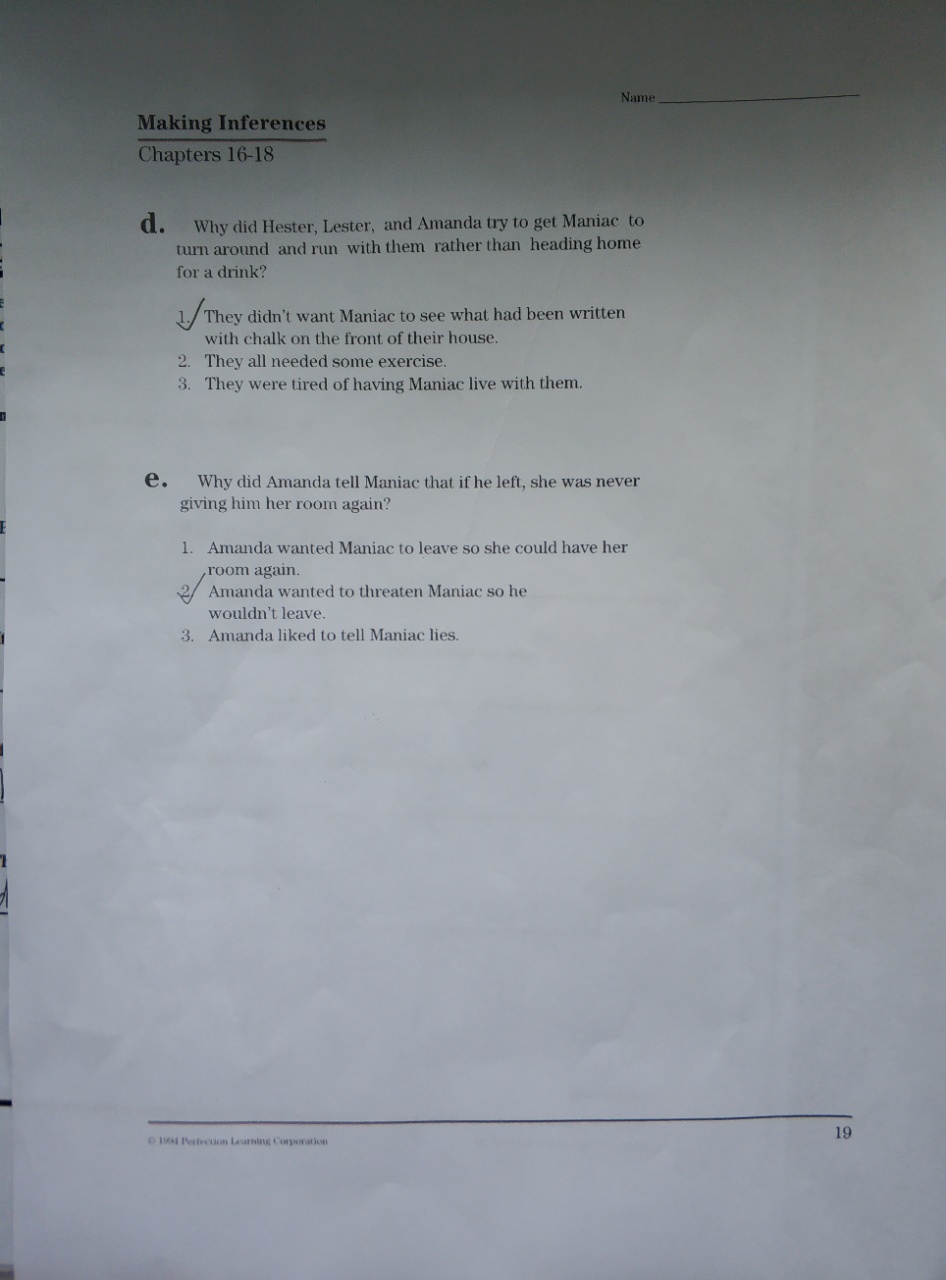 Name
Making Inferences
Chapters 16-18
d. Why did Hester, Lester, and Amanda try to get Maniac to
turn around and run with them rather than heading home
for a drink?
1. They didn't want Maniac to see what had been written
with chalk on the front of their house.
2. They all needed some exercise.
3. They were tired of having Maniac live with them.
e. Why did Amanda tell Maniac that if he left, she was never
giving him her room again?
1. Amanda wanted Maniac to leave so she could have her
room again.
2. Amanda wanted to threaten Maniac so he
wouldn't leave.
3. Amanda liked to tell Maniac lies.
© 1994 Perfection Learning Corporation
19